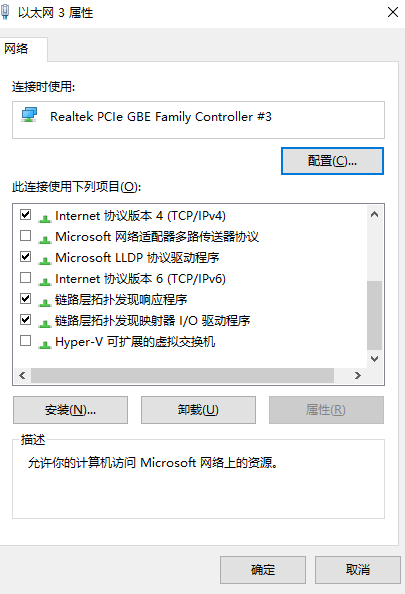 以太网 3 属性
网络
连接时使用:
Realtek PCIe GBE Family Controller #3
配置(C)...
此连接使用下列项目(O):
Internet 协议版本 4 (TCP/IPv4)
Microsoft 网络适配器多路传送器协议
Microsoft LLDP 协议驱动程序
Internet 协议版本 6 (TCP/IPv6)
链路层拓扑发现响应程序
链路层拓扑发现映射器 I/O 驱动程序
Hyper-V 可扩展的虚拟交换机
安装(N)... 卸载(U) 属性(R)
描述
允许你的计算机访问 Microsoft 网络上的资源。
确定 取消